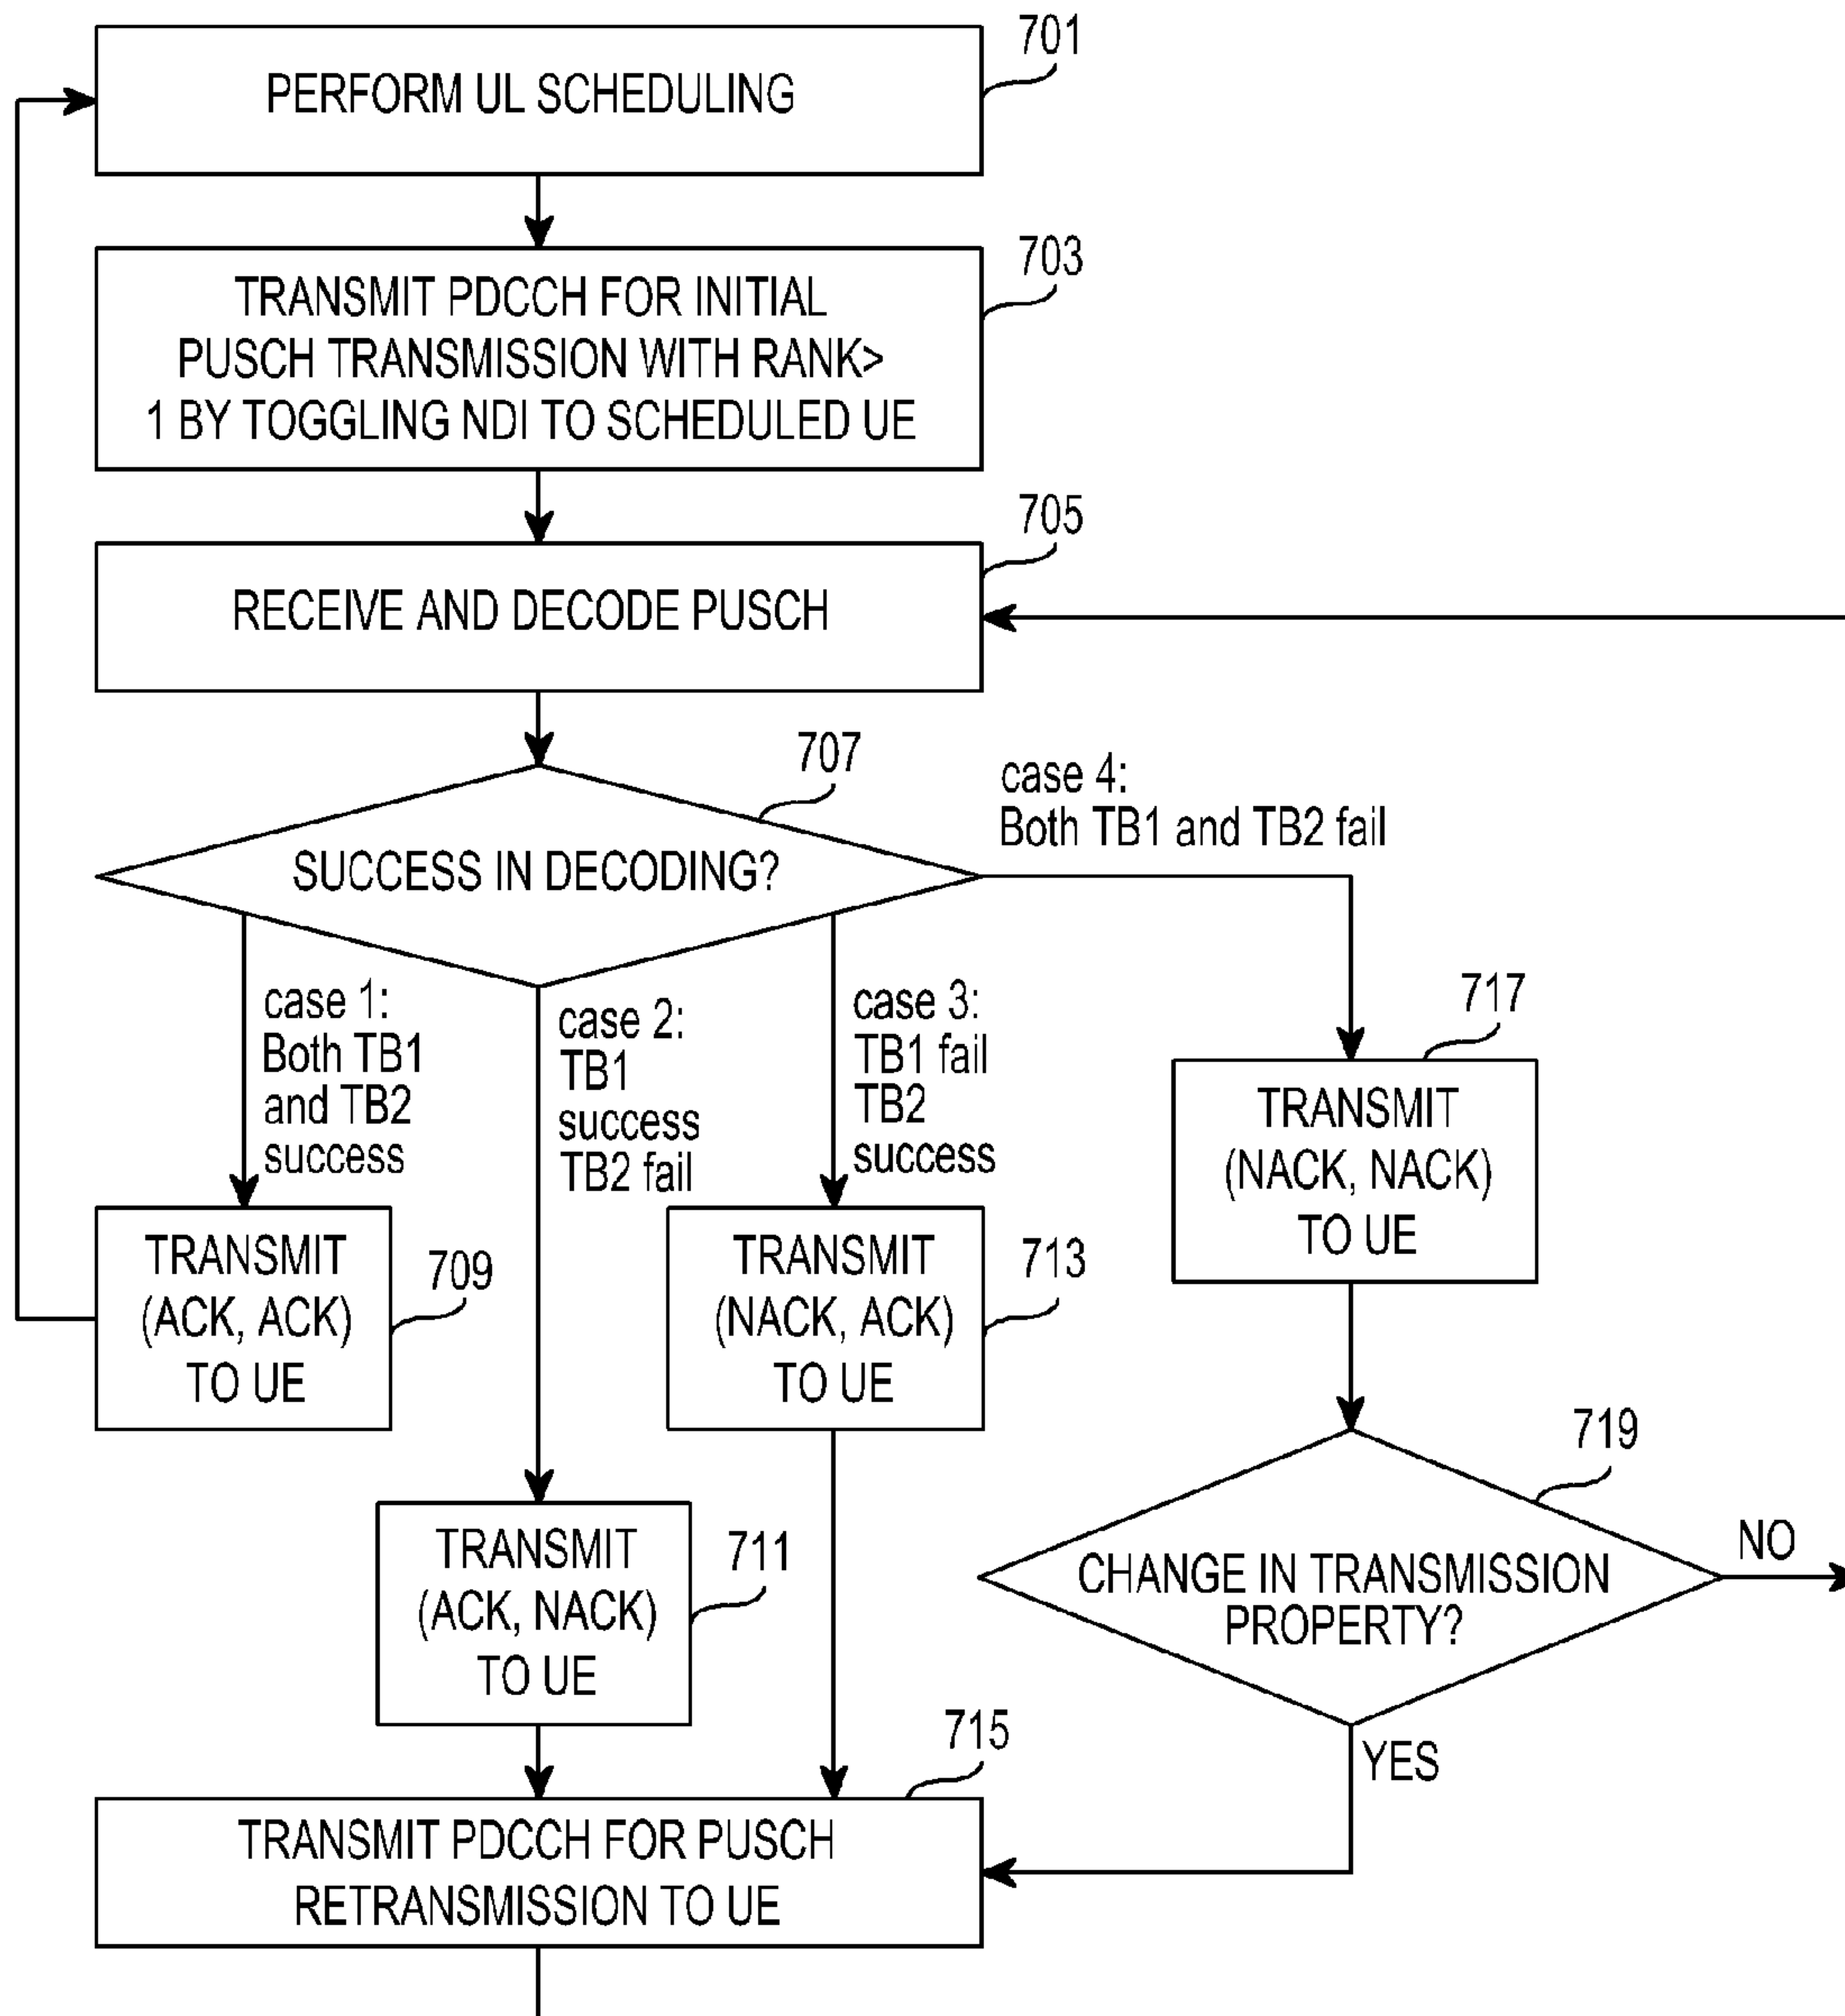 701
PERFORM UL SCHEDULING
703
TRANSMIT PDCCH FOR INITIAL
PUSCH TRANSMISSION WITH RANK>
1 BY TOGGLING NDI TO SCHEDULED UE
705
RECEIVE AND DECODE PUSCH
707
SUCCESS IN DECODING?
case 4:
Both TB1 and TB2 fail
case 1:
Both TB1
and TB2
success
case 2:
TB1
success
TB2 fail
case 3:
TB1 fail
TB2
success
717
TRANSMIT
(NACK, NACK)
TO UE
TRANSMIT
(ACK, ACK)
TO UE
709
TRANSMIT
(NACK, ACK)
TO UE
713
719
CHANGE IN TRANSMISSION
PROPERTY?
NO
YES
TRANSMIT
(ACK, NACK)
TO UE
711
715
TRANSMIT PDCCH FOR PUSCH
RETRANSMISSION TO UE